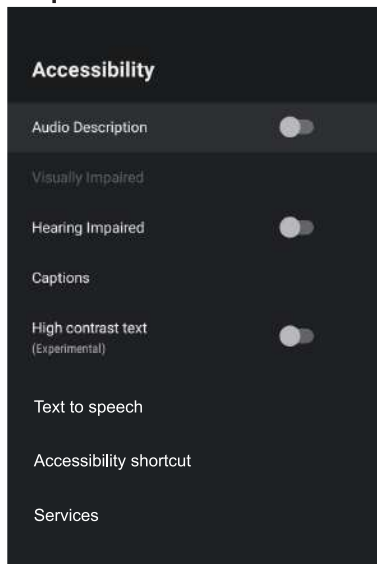 Accessibility
Audio Description
Visually Impaired
Hearing Impaired
Captions
High contrast text
(Experimental)
Text to speech
Accessibility shortcut
Services